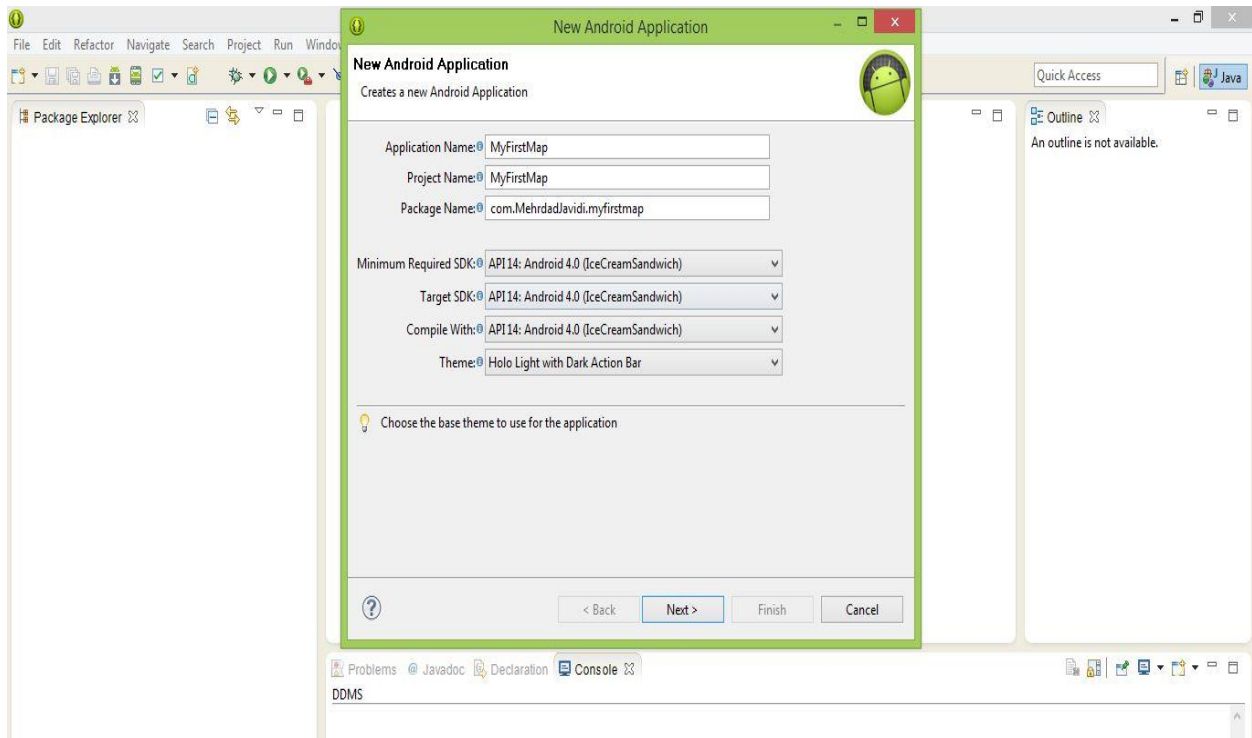 New Android Application
File Edit Refactor Navigate Search Project Run Window
New Android Application
Creates a new Android Application
Quick Access
Java
Package Explorer
Outline
An outline is not available.
Application Name: MyFirstMap
Project Name: MyFirstMap
Package Name: com.MehrdadJavidi.myfirstmap
Minimum Required SDK: API 14: Android 4.0 (IceCreamSandwich)
Target SDK: API 14: Android 4.0 (IceCreamSandwich)
Compile With: API 14: Android 4.0 (IceCreamSandwich)
Theme: Holo Light with Dark Action Bar
Choose the base theme to use for the application
< Back Next > Finish Cancel
Problems @ Javadoc Declaration Console
DDMS